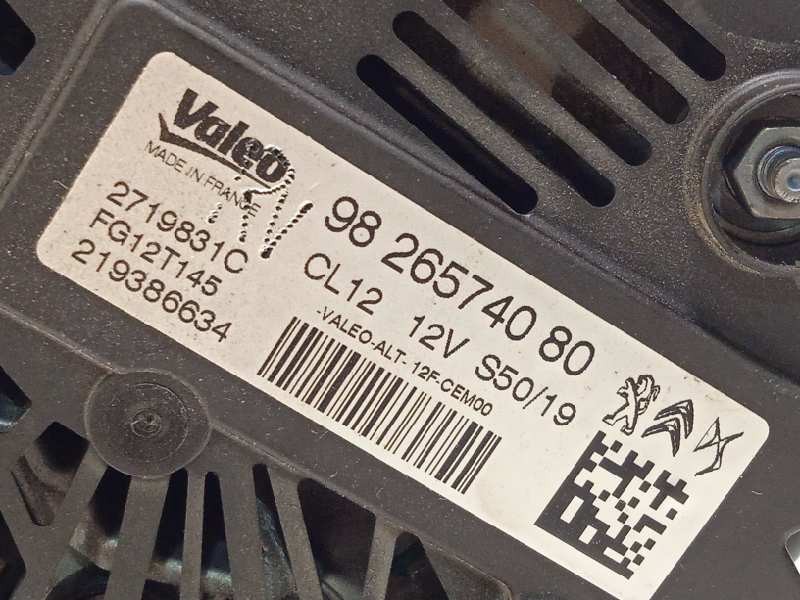 Valeo
MADE IN FRANCE
2719831C
FG12T145
219386634
98 265740 80
CL12 12V S50/19
-VALEO-ALT- 12F-CEM00